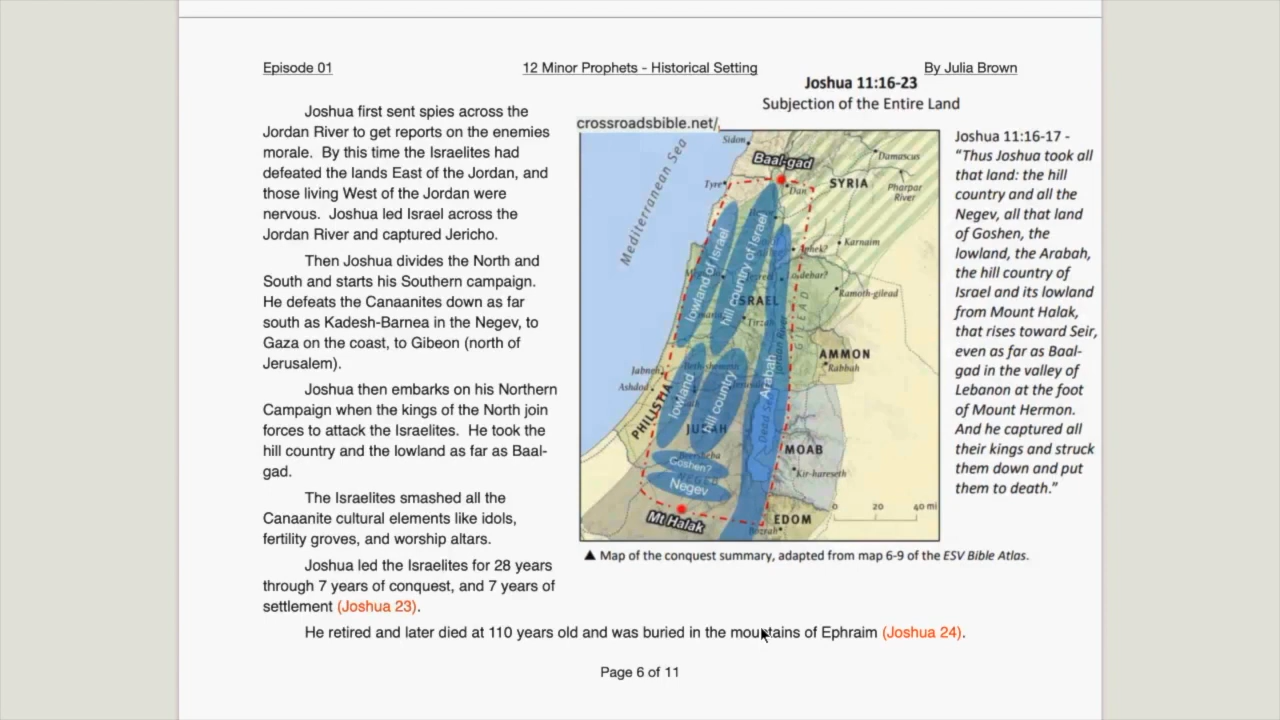 Episode 01
12 Minor Prophets - Historical Setting
By Julia Brown
Joshua first sent spies across the
Jordan River to get reports on the enemies
morale. By this time the Israelites had
defeated the lands East of the Jordan, and
those living West of the Jordan were
nervous. Joshua led Israel across the
Jordan River and captured Jericho.
Then Joshua divides the North and
South and starts his Southern campaign.
He defeats the Canaanites down as far
south as Kadesh-Barnea in the Negev, to
Gaza on the coast, to Gibeon (north of
Jerusalem).
Joshua then embarks on his Northern
Campaign when the kings of the North join
forces to attack the Israelites. He took the
hill country and the lowland as far as Baal-
gad.
The Israelites smashed all the
Canaanite cultural elements like idols,
fertility groves, and worship altars.
Joshua led the Israelites for 28 years
through 7 years of conquest, and 7 years of
settlement (Joshua 23).
He retired and later died at 110 years old and was buried in the mountains of Ephraim (Joshua 24).
Joshua 11:16-23
Subjection of the Entire Land
crossroadsbible.net/
Sidon
Mediterranean Sea
Baal-gad
Damascus
Tyre
Dan
SYRIA
Pharpar
River
lowland of Israel
hill country of Israel
Aphek?
Karnaim
Ramoth-gilead
GILEAD
ISRAEL
Tirzah
AMMON
Rabbah
Jabneh
Ashdod
PHILISTIA
lowland
hill country
Arabah
Dead Sea
JUDAH
MOAB
Beersheba
Goshen?
Kir-hareseth
Negev
Mt Halak
EDOM
Bozrah
0 20 40 mi
▲ Map of the conquest summary, adapted from map 6-9 of the ESV Bible Atlas.
Joshua 11:16-17 -
“Thus Joshua took all
that land: the hill
country and all the
Negev, all that land
of Goshen, the
lowland, the Arabah,
the hill country of
Israel and its lowland
from Mount Halak,
that rises toward Seir,
even as far as Baal-
gad in the valley of
Lebanon at the foot
of Mount Hermon.
And he captured all
their kings and struck
them down and put
them to death.”
Page 6 of 11